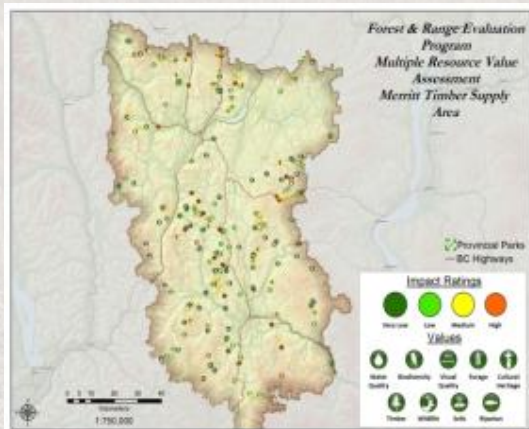 Forest & Range Evaluation
Program
Multiple Resource Value
Assessment
Merritt Timber Supply
Area
Provincial Parks
BC Highways
Impact Ratings
Very Low Low Medium High
Values
Water Quality Biodiversity Visual Quality Forage Cultural Heritage
Timber Wildlife Soils Riparian
Kilometers
1:750,000